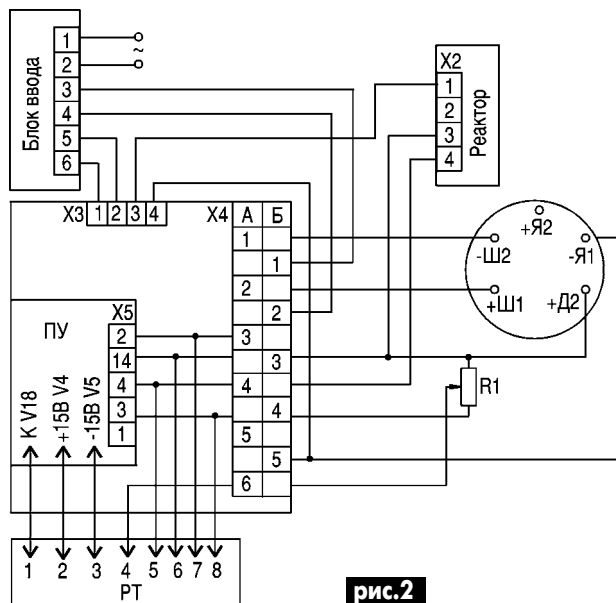 Блок ввода
1
2
3
4
5
6
~
X2
1
2
3
4
Реактор
X3 1 2 3 4
X4 А Б
1
1
2
2
3
3
4
4
5
5
6
+Я2
-Ш2
-Я1
+Ш1
+Д2
R1
ПУ
X5
2
14
4
3
1
К V18
+15В V4
-15В V5
1 2 3 4 5 6 7 8
РТ
рис.2